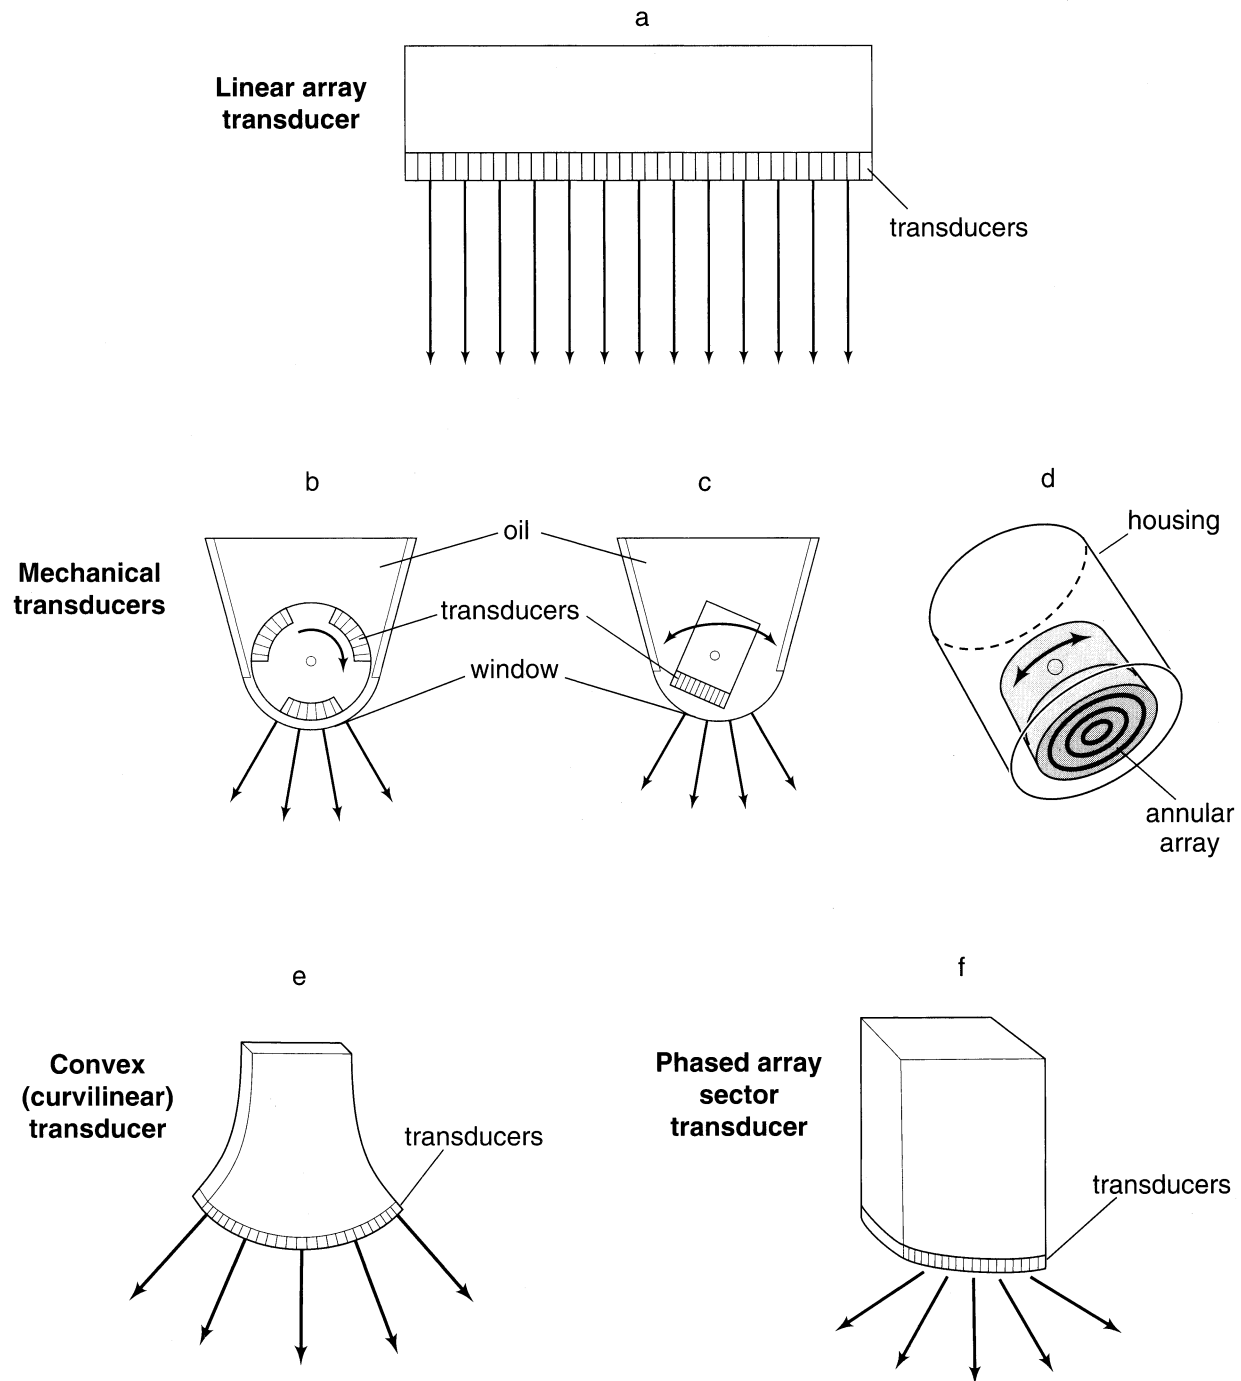 a
Linear array
transducer
transducers
b
c
d
oil
housing
Mechanical
transducers
transducers
window
annular
array
e
f
Convex
(curvilinear)
transducer
transducers
Phased array
sector
transducer
transducers